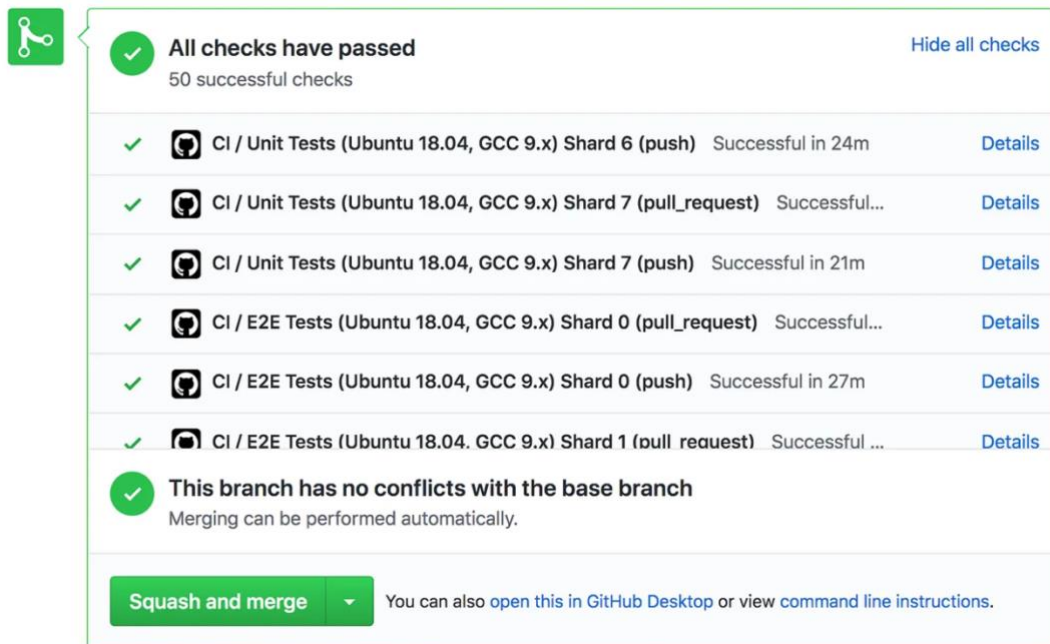 All checks have passed
Hide all checks
50 successful checks
CI / Unit Tests (Ubuntu 18.04, GCC 9.x) Shard 6 (push) Successful in 24m Details
CI / Unit Tests (Ubuntu 18.04, GCC 9.x) Shard 7 (pull_request) Successful... Details
CI / Unit Tests (Ubuntu 18.04, GCC 9.x) Shard 7 (push) Successful in 21m Details
CI / E2E Tests (Ubuntu 18.04, GCC 9.x) Shard 0 (pull_request) Successful... Details
CI / E2E Tests (Ubuntu 18.04, GCC 9.x) Shard 0 (push) Successful in 27m Details
CI / E2E Tests (Ubuntu 18.04, GCC 9.x) Shard 1 (pull_request) Successful ... Details
This branch has no conflicts with the base branch
Merging can be performed automatically.
Squash and merge You can also open this in GitHub Desktop or view command line instructions.